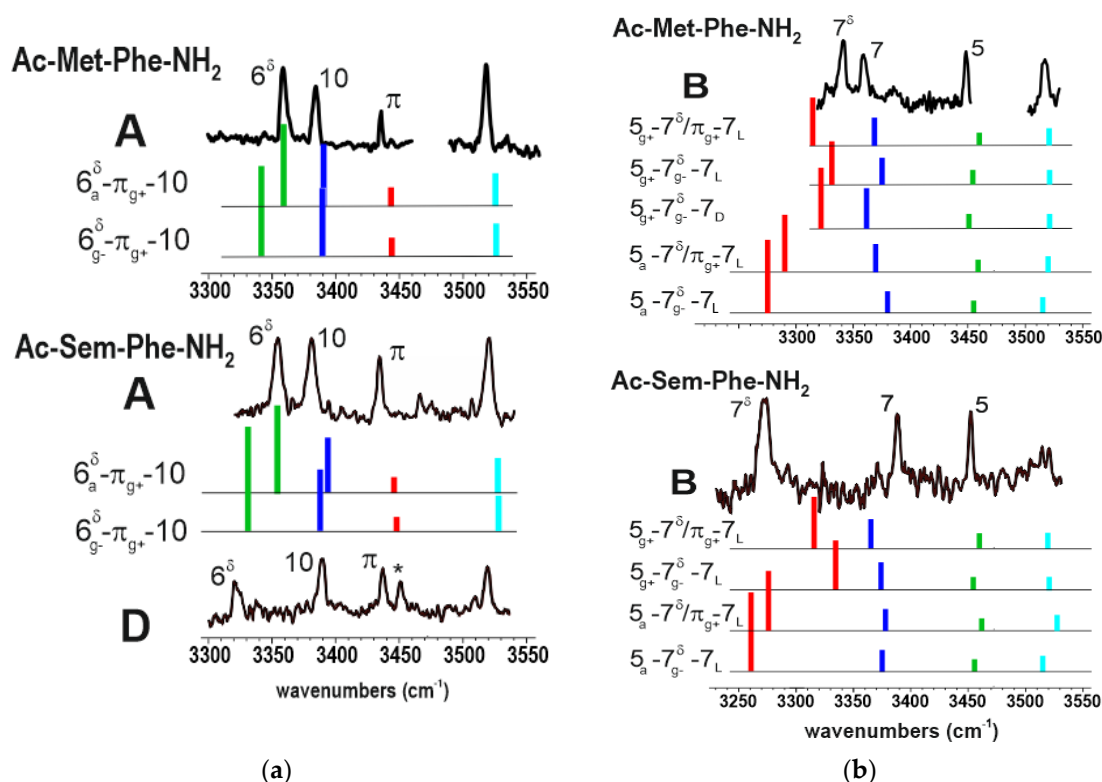 Ac-Met-Phe-NH2
6δ
10
π
A
6δa-πg+-10
6δg--πg+-10
3300 3350 3400 3450 3500 3550
Ac-Sem-Phe-NH2
6δ
10
π
A
6δa-πg+-10
6δg--πg+-10
6δ
10
π
*
D
3300 3350 3400 3450 3500 3550
wavenumbers (cm-1)
(a)
Ac-Met-Phe-NH2
7δ
7
5
B
5g+-7δ/πg+-7L
5g+-7δg--7L
5g+-7δg--7D
5a-7δ/πg+-7L
5a-7δg--7L
3300 3350 3400 3450 3500 3550
Ac-Sem-Phe-NH2
7δ
7
5
B
5g+-7δ/πg+-7L
5g+-7δg--7L
5a-7δ/πg+-7L
5a-7δg--7L
3250 3300 3350 3400 3450 3500 3550
wavenumbers (cm-1)
(b)